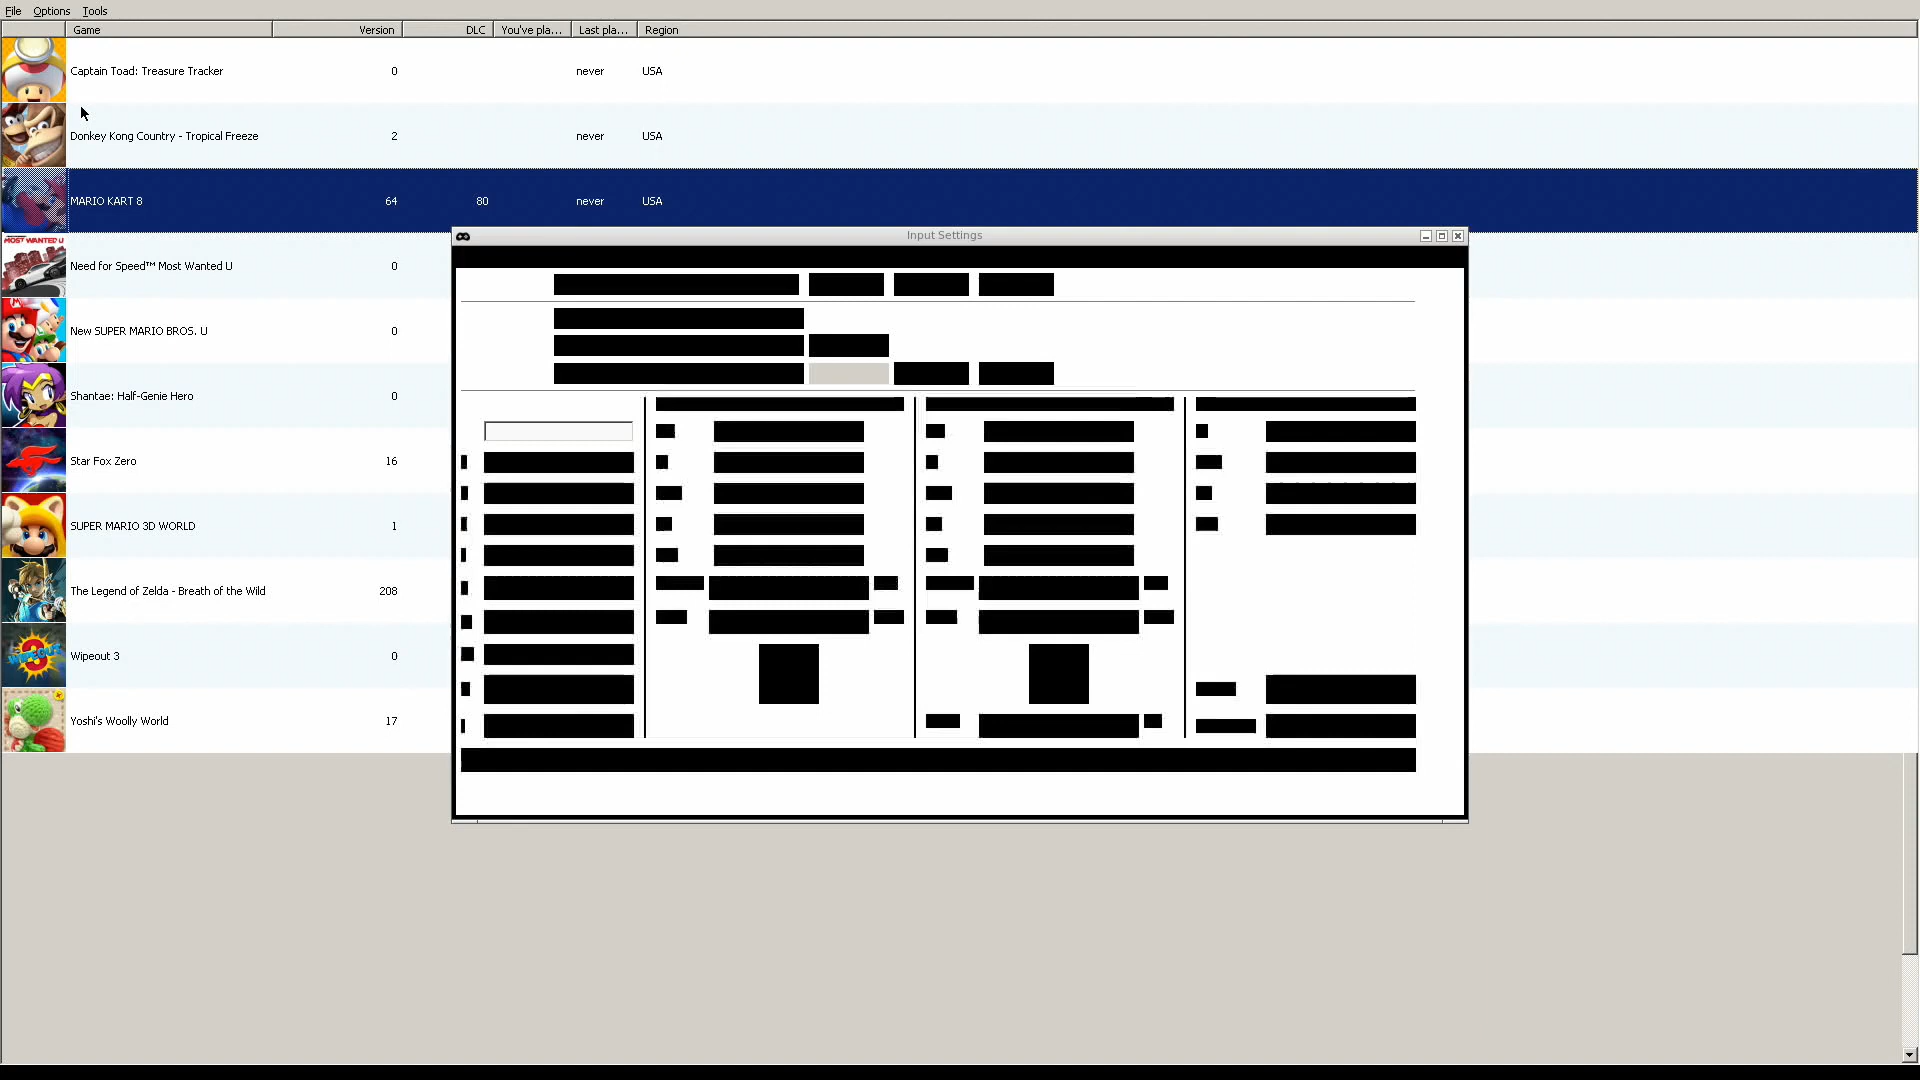 File Options Tools
Game Version DLC You've pla... Last pla... Region
Captain Toad: Treasure Tracker 0 never USA
Donkey Kong Country - Tropical Freeze 2 never USA
MARIO KART 8 64 80 never USA
MOST WANTED U
Need for Speed™ Most Wanted U 0
New SUPER MARIO BROS. U 0
Shantae: Half-Genie Hero 0
Star Fox Zero 16
SUPER MARIO 3D WORLD 1
The Legend of Zelda - Breath of the Wild 208
WIPEOUT 3
Wipeout 3 0
Yoshi's Woolly World 17
Input Settings